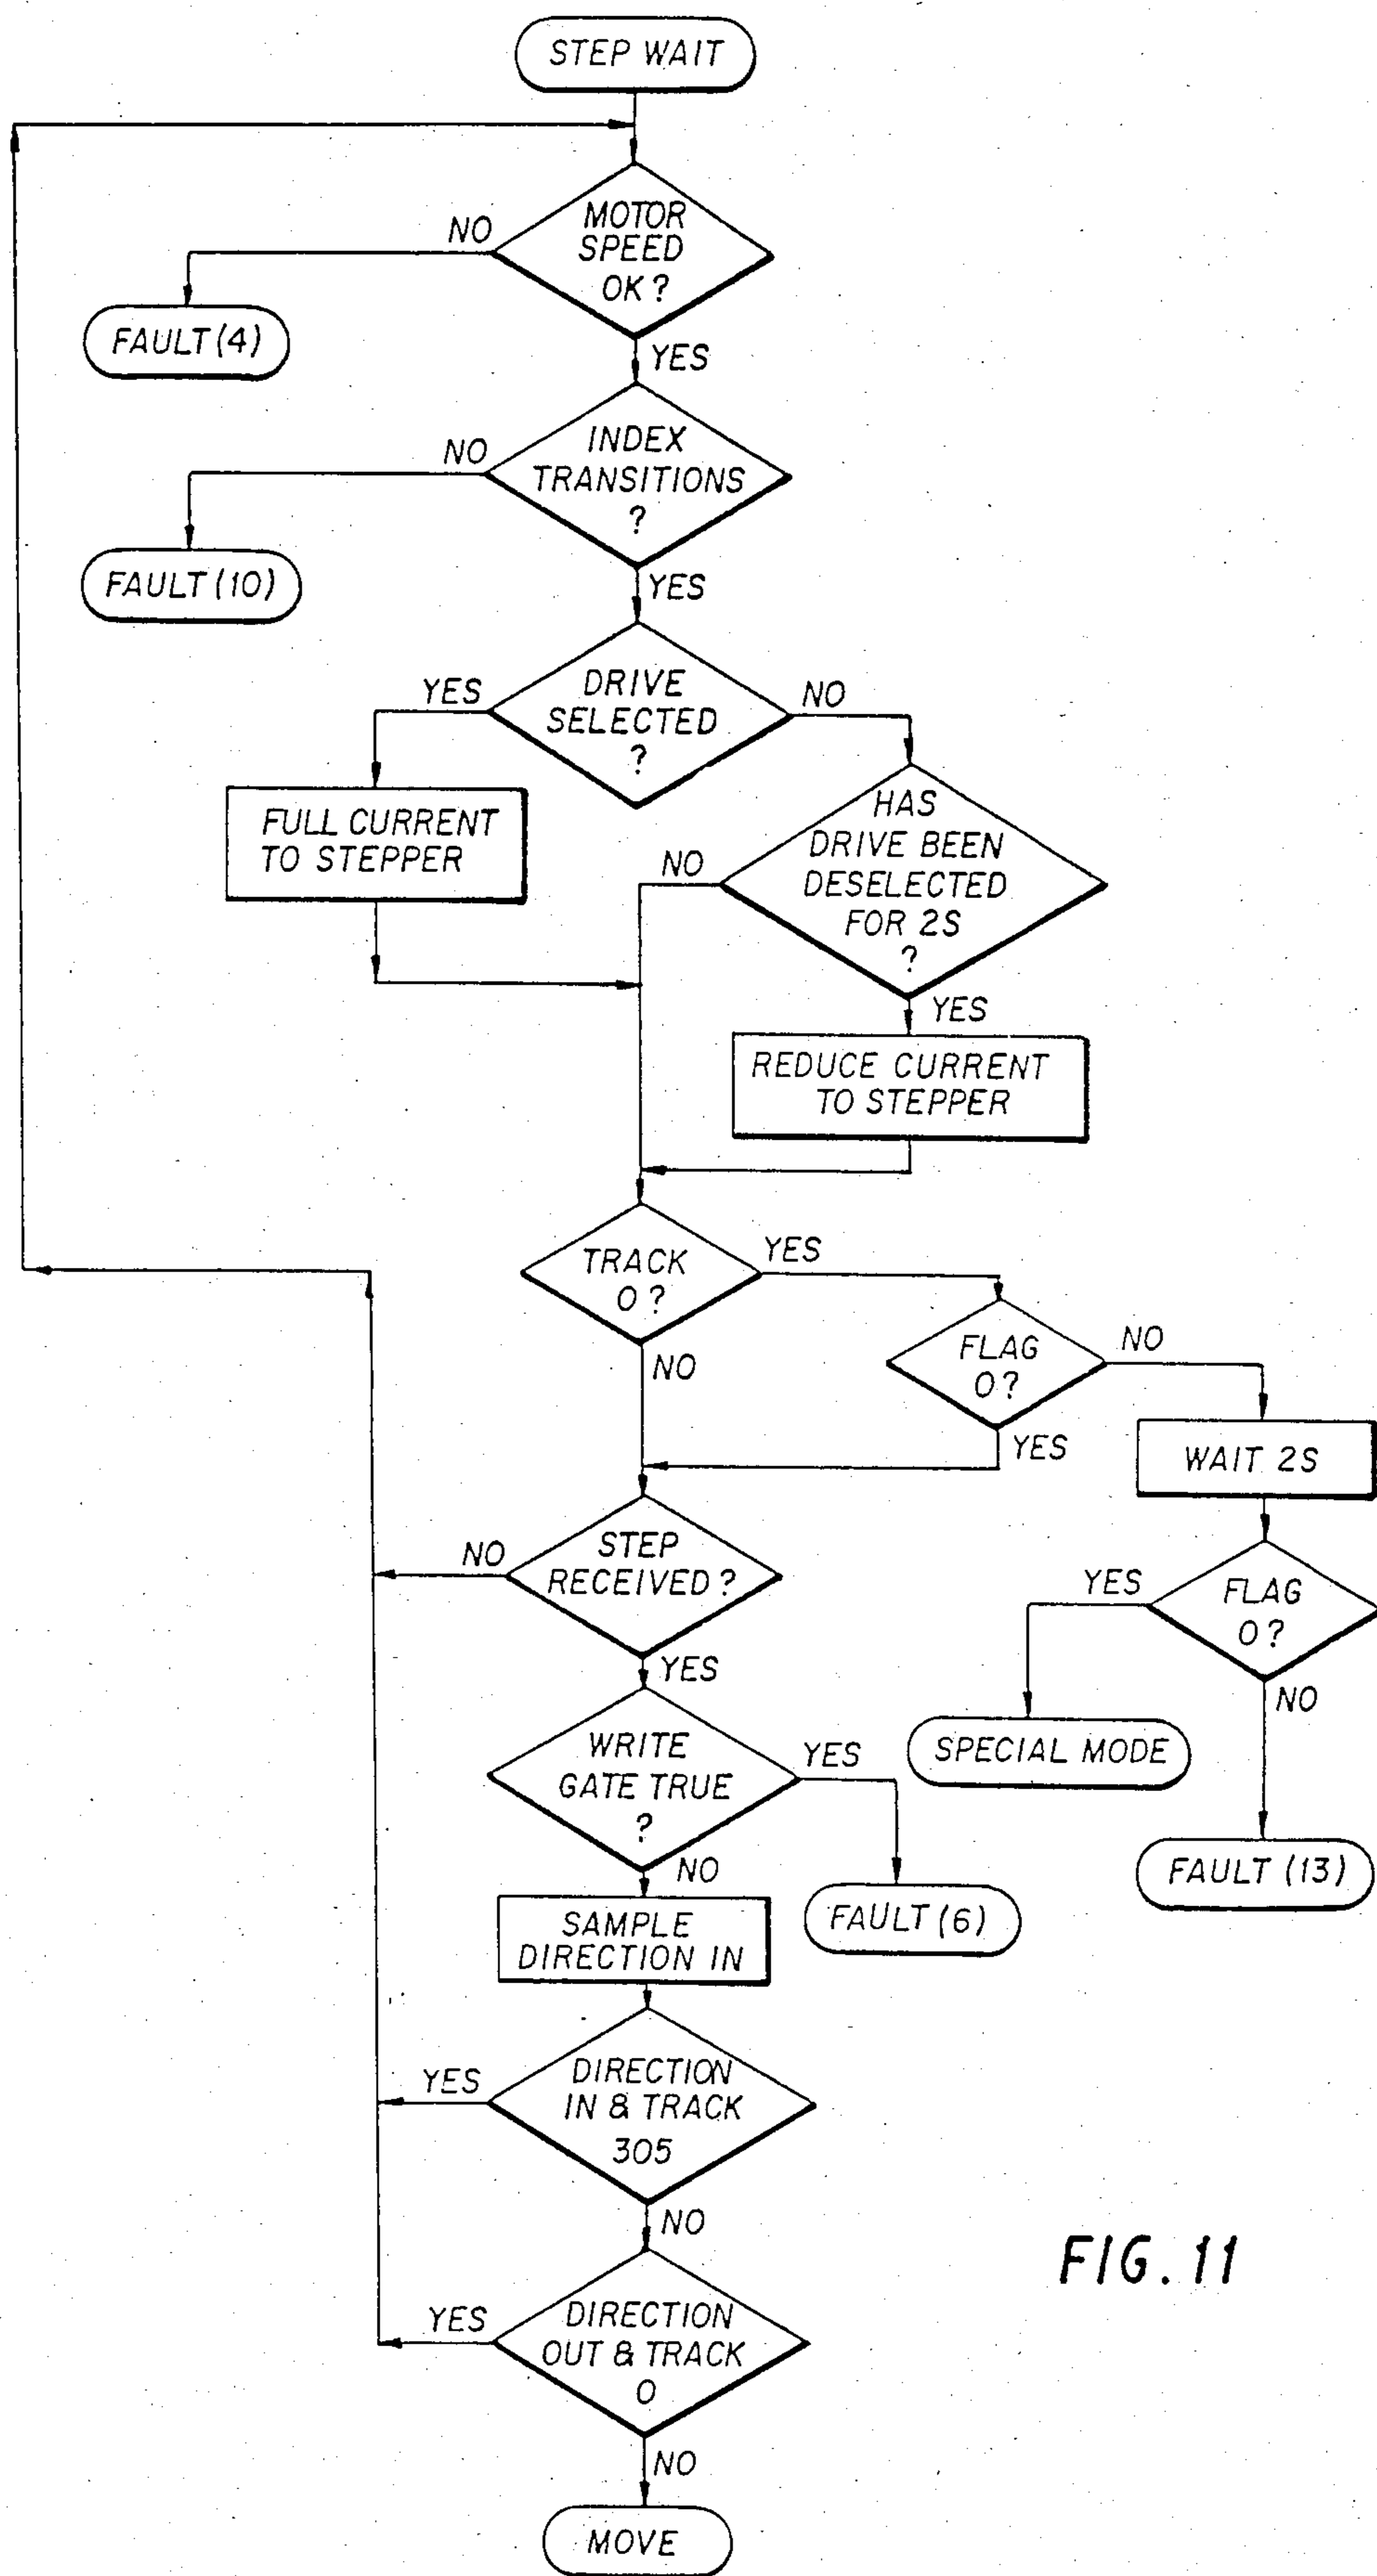 STEP WAIT
MOTOR
SPEED
OK?
NO
FAULT (4)
YES
INDEX
TRANSITIONS
?
NO
FAULT (10)
YES
DRIVE
SELECTED
?
YES
NO
FULL CURRENT
TO STEPPER
HAS
DRIVE BEEN
DESELECTED
FOR 2S
?
NO
YES
REDUCE CURRENT
TO STEPPER
TRACK
0?
YES
NO
FLAG
0?
NO
YES
WAIT 2S
STEP
RECEIVED?
NO
YES
FLAG
0?
YES
NO
SPECIAL MODE
FAULT (13)
WRITE
GATE TRUE
?
YES
NO
FAULT (6)
SAMPLE
DIRECTION IN
DIRECTION
IN & TRACK
305
YES
NO
DIRECTION
OUT & TRACK
0
YES
NO
MOVE
FIG. 11